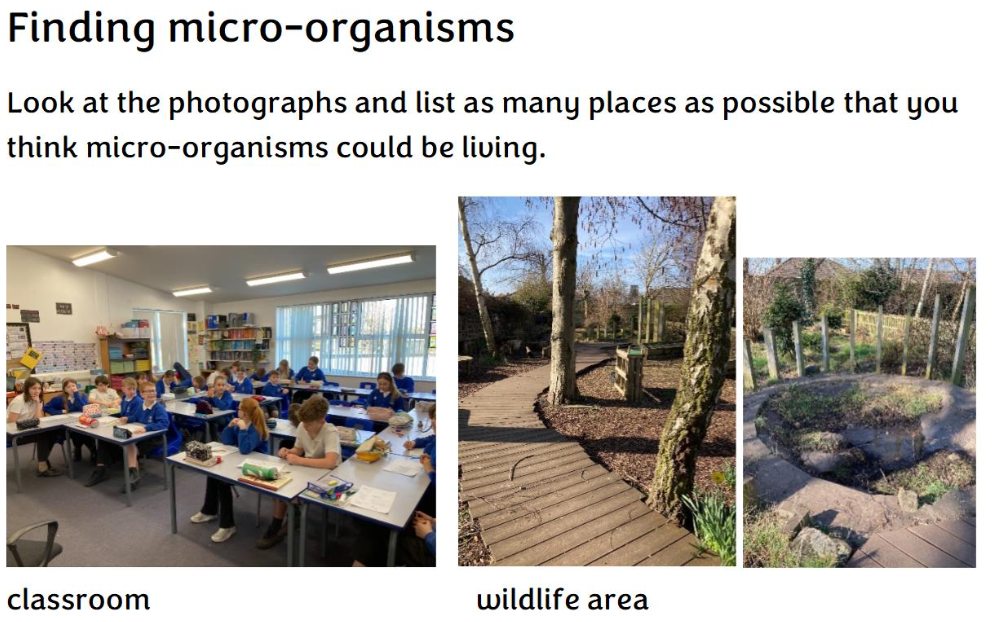 Finding micro-organisms
Look at the photographs and list as many places as possible that you
think micro-organisms could be living.
classroom
wildlife area